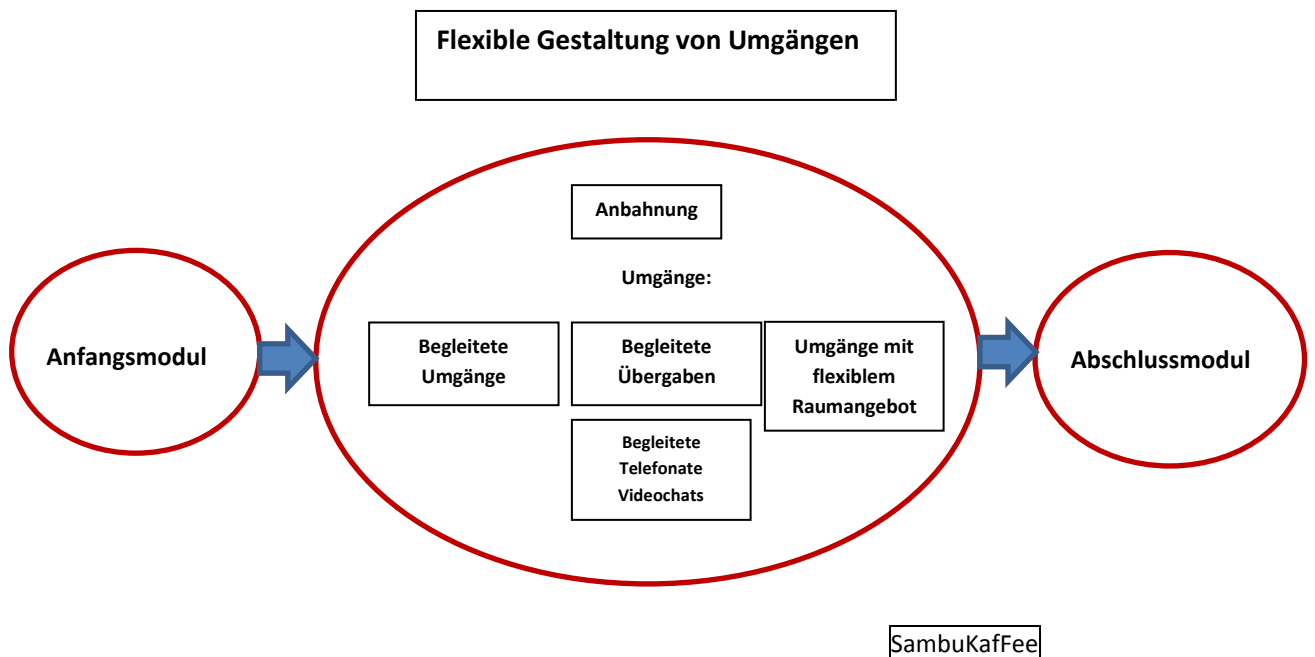 Flexible Gestaltung von Umgängen
Anbahnung
Umgänge:
Anfangsmodul
Begleitete
Umgänge
Begleitete
Übergaben
Umgänge mit
flexiblem
Raumangebot
Begleitete
Telefonate
Videochats
Abschlussmodul
SambuKafFee